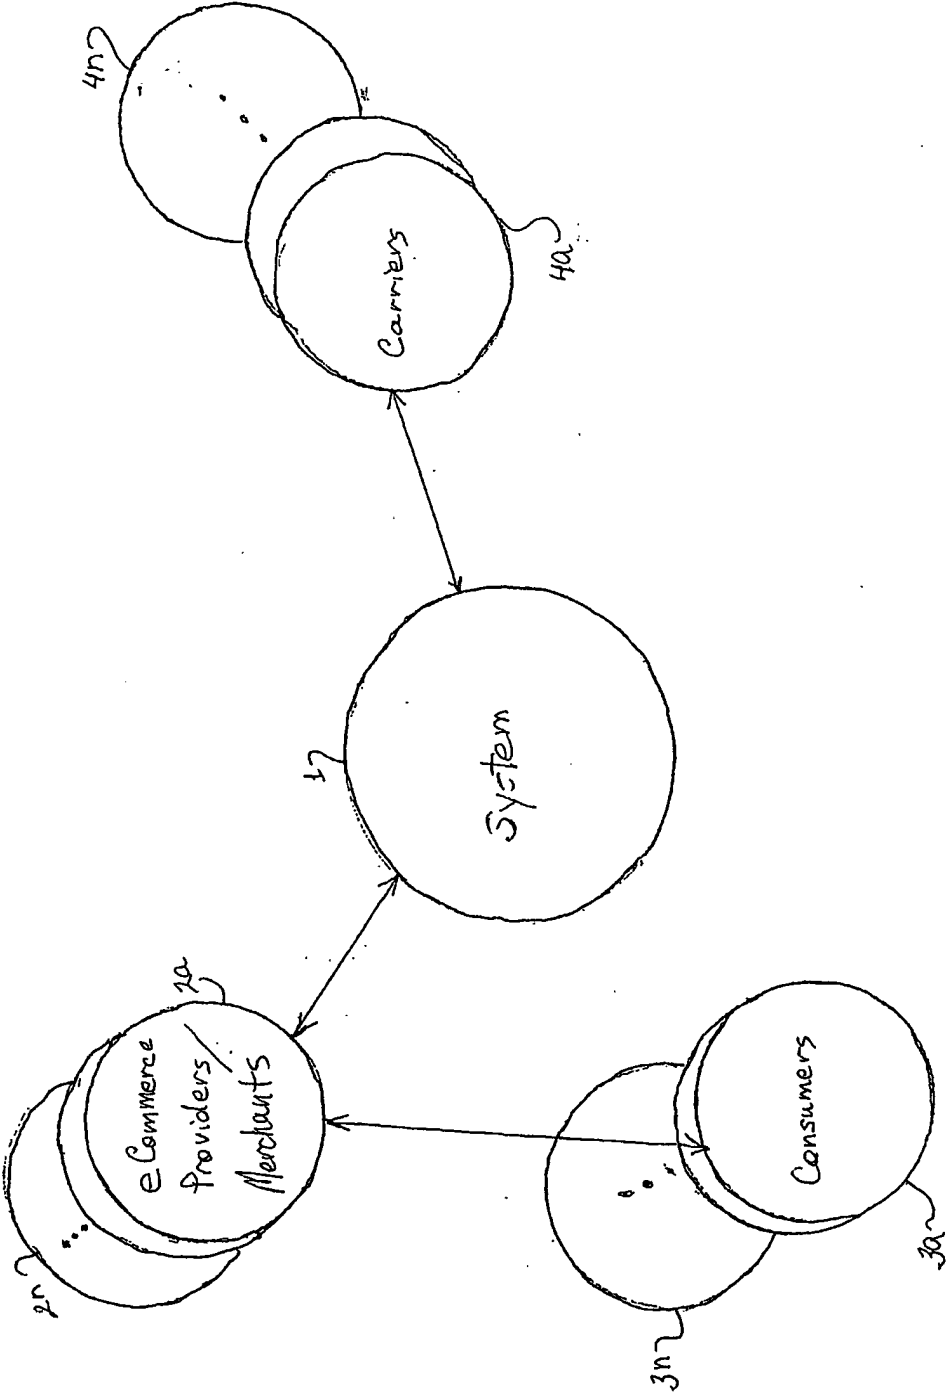 2n
2a
eCommerce
Providers/
Merchants
1
System
4n
Carriers
4a
3n
Consumers
3a